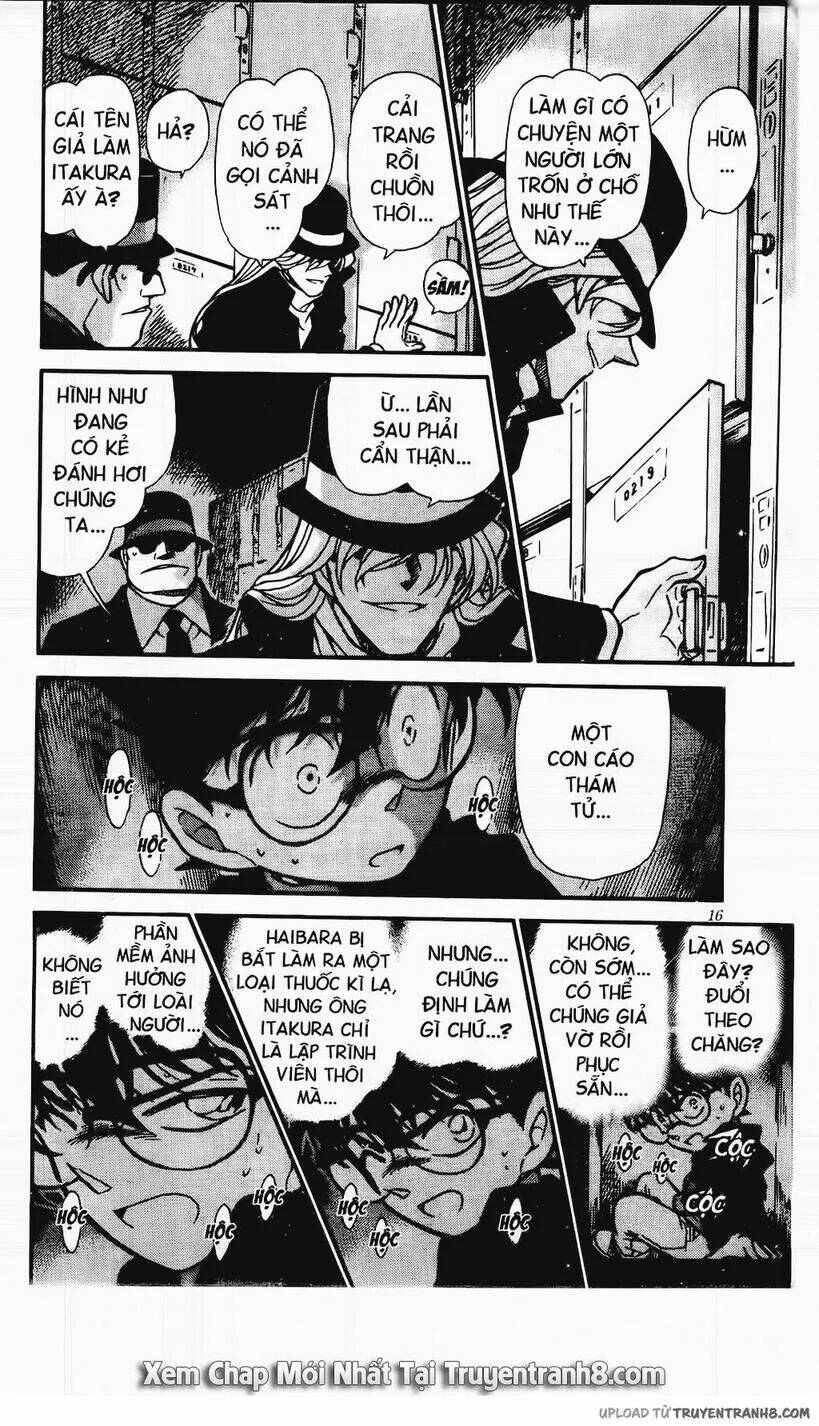 HỪM
...
LÀM GÌ CÓ
CHUYỆN MỘT
NGƯỜI LỚN
TRỐN Ở CHỖ
NHƯ THẾ
NÀY...
0219
CẢI
TRANG
RỒI
CHUỒN
THÔI...
SẦM!
CÓ THỂ
NÓ ĐÃ
GỌI CẢNH
SÁT
...
HẢ?
CÁI TÊN
GIẢ LÀM
ITAKURA
ẤY À?
0217
Ừ... LẦN
SAU PHẢI
CẨN THẬN...
HÌNH NHƯ
ĐANG
CÓ KẺ
ĐÁNH HƠI
CHÚNG
TA...
MỘT
CON CÁO
THÁM
TỬ...
HỘC
HỘC
HỘC
16
LÀM SAO
ĐÂY?
ĐUỔI
THEO
CHĂNG?
KHÔNG,
CÒN SỚM...
CÓ THỂ
CHÚNG GIẢ
VỜ RỒI
PHỤC
SẴN...
CỘC
CỘC
HỘC
HỘC
NHƯNG...
CHÚNG
ĐỊNH LÀM
GÌ CHỨ...?
HAIBARA BỊ
BẮT LÀM RA MỘT
LOẠI THUỐC KÌ LẠ,
NHƯNG ÔNG
ITAKURA CHỈ
LÀ LẬP TRÌNH
VIÊN THÔI
MÀ...
HỘC
HỘC
HỘC
PHẦN
MỀM ẢNH
HƯỞNG
TỚI LOÀI
NGƯỜI...
KHÔNG
BIẾT
NÓ
...
HỘC
HỘC
HỘC
Xem Chap Mới Nhất Tại Truyentranh8.com
UPLOAD TỪ TRUYENTRANH8.COM